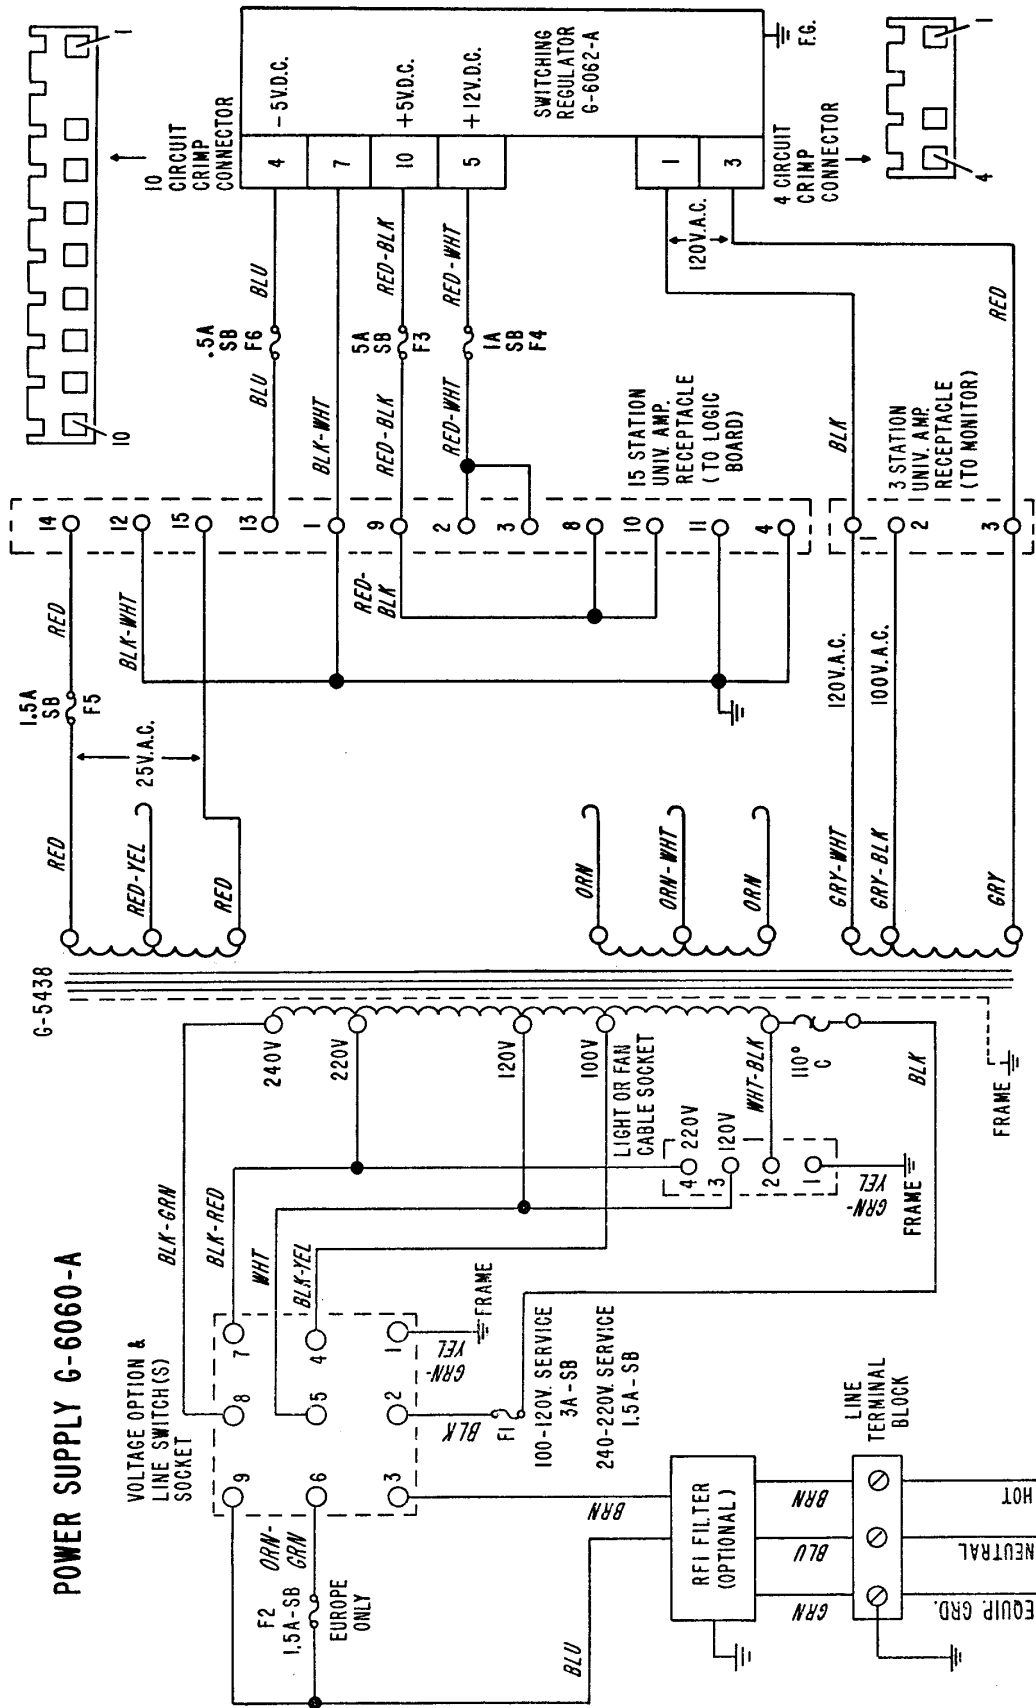 POWER SUPPLY G-6060-A
G-5438
VOLTAGE OPTION &
LINE SWITCH(S)
SOCKET
9
8
7
6
5
4
3
2
1
BLK-GRN
BLK-RED
WHT
BLK-YEL
GRN-
YEL
FRAME
F2
1.5A-SB
ORN-
GRN
EUROPE
ONLY
BLU
BLK
F1
100-120V. SERVICE
3A-SB
240-220V. SERVICE
1.5A-SB
BRN
RFI FILTER
(OPTIONAL)
GRN
BLU
BRN
LINE
TERMINAL
BLOCK
EQUIP. GRD.
NEUTRAL
HOT
240V
220V
120V
100V
LIGHT OR FAN
CABLE SOCKET
4
220V
3
120V
2
1
WHT-BLK
110°
C
BLK
GRN-
YEL
FRAME
FRAME
RED
RED-YEL
RED
25V.A.C.
1.5A
SB
F5
RED
BLK-WHT
RED-
BLK
ORN
ORN-WHT
ORN
GRY-WHT
GRY-BLK
GRY
120V.A.C.
100V.A.C.
14
12
15
13
1
9
2
3
8
10
11
4
15 STATION
UNIV. AMP.
RECEPTACLE
(TO LOGIC
BOARD)
1
2
3
3 STATION
UNIV. AMP.
RECEPTACLE
(TO MONITOR)
BLU
.5A
SB
F6
BLU
BLK-WHT
RED-BLK
5A
SB
F3
RED-BLK
RED-WHT
1A
SB
F4
RED-WHT
BLK
RED
120V.A.C.
10
1
10
CIRCUIT
CRIMP
CONNECTOR
4
-5V.D.C.
7
10
+5V.D.C.
5
+12V.D.C.
1
3
SWITCHING
REGULATOR
G-6062-A
F.G.
4 CIRCUIT
CRIMP
CONNECTOR
4
1